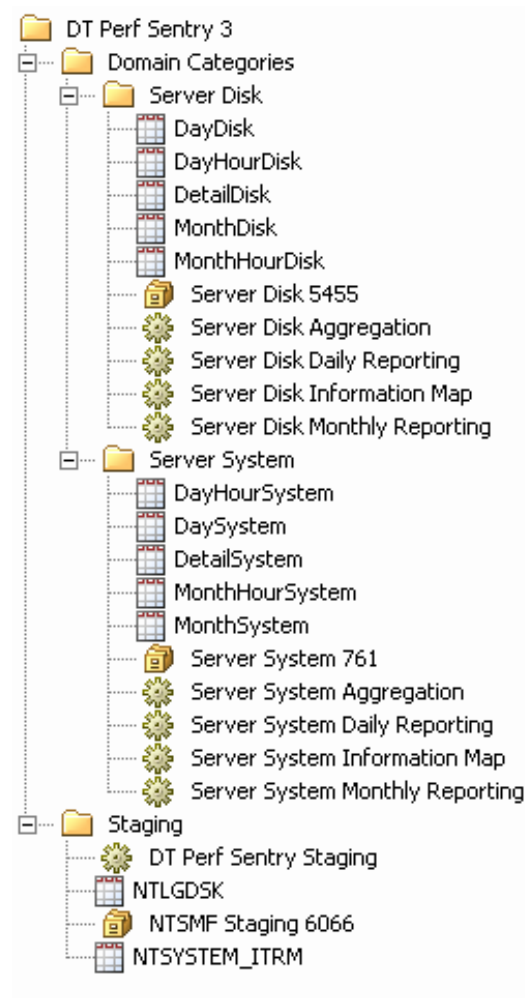 DT Perf Sentry 3
Domain Categories
Server Disk
DayDisk
DayHourDisk
DetailDisk
MonthDisk
MonthHourDisk
Server Disk 5455
Server Disk Aggregation
Server Disk Daily Reporting
Server Disk Information Map
Server Disk Monthly Reporting
Server System
DayHourSystem
DaySystem
DetailSystem
MonthHourSystem
MonthSystem
Server System 761
Server System Aggregation
Server System Daily Reporting
Server System Information Map
Server System Monthly Reporting
Staging
DT Perf Sentry Staging
NTLGDSK
NTSMF Staging 6066
NTSYSTEM_ITRM